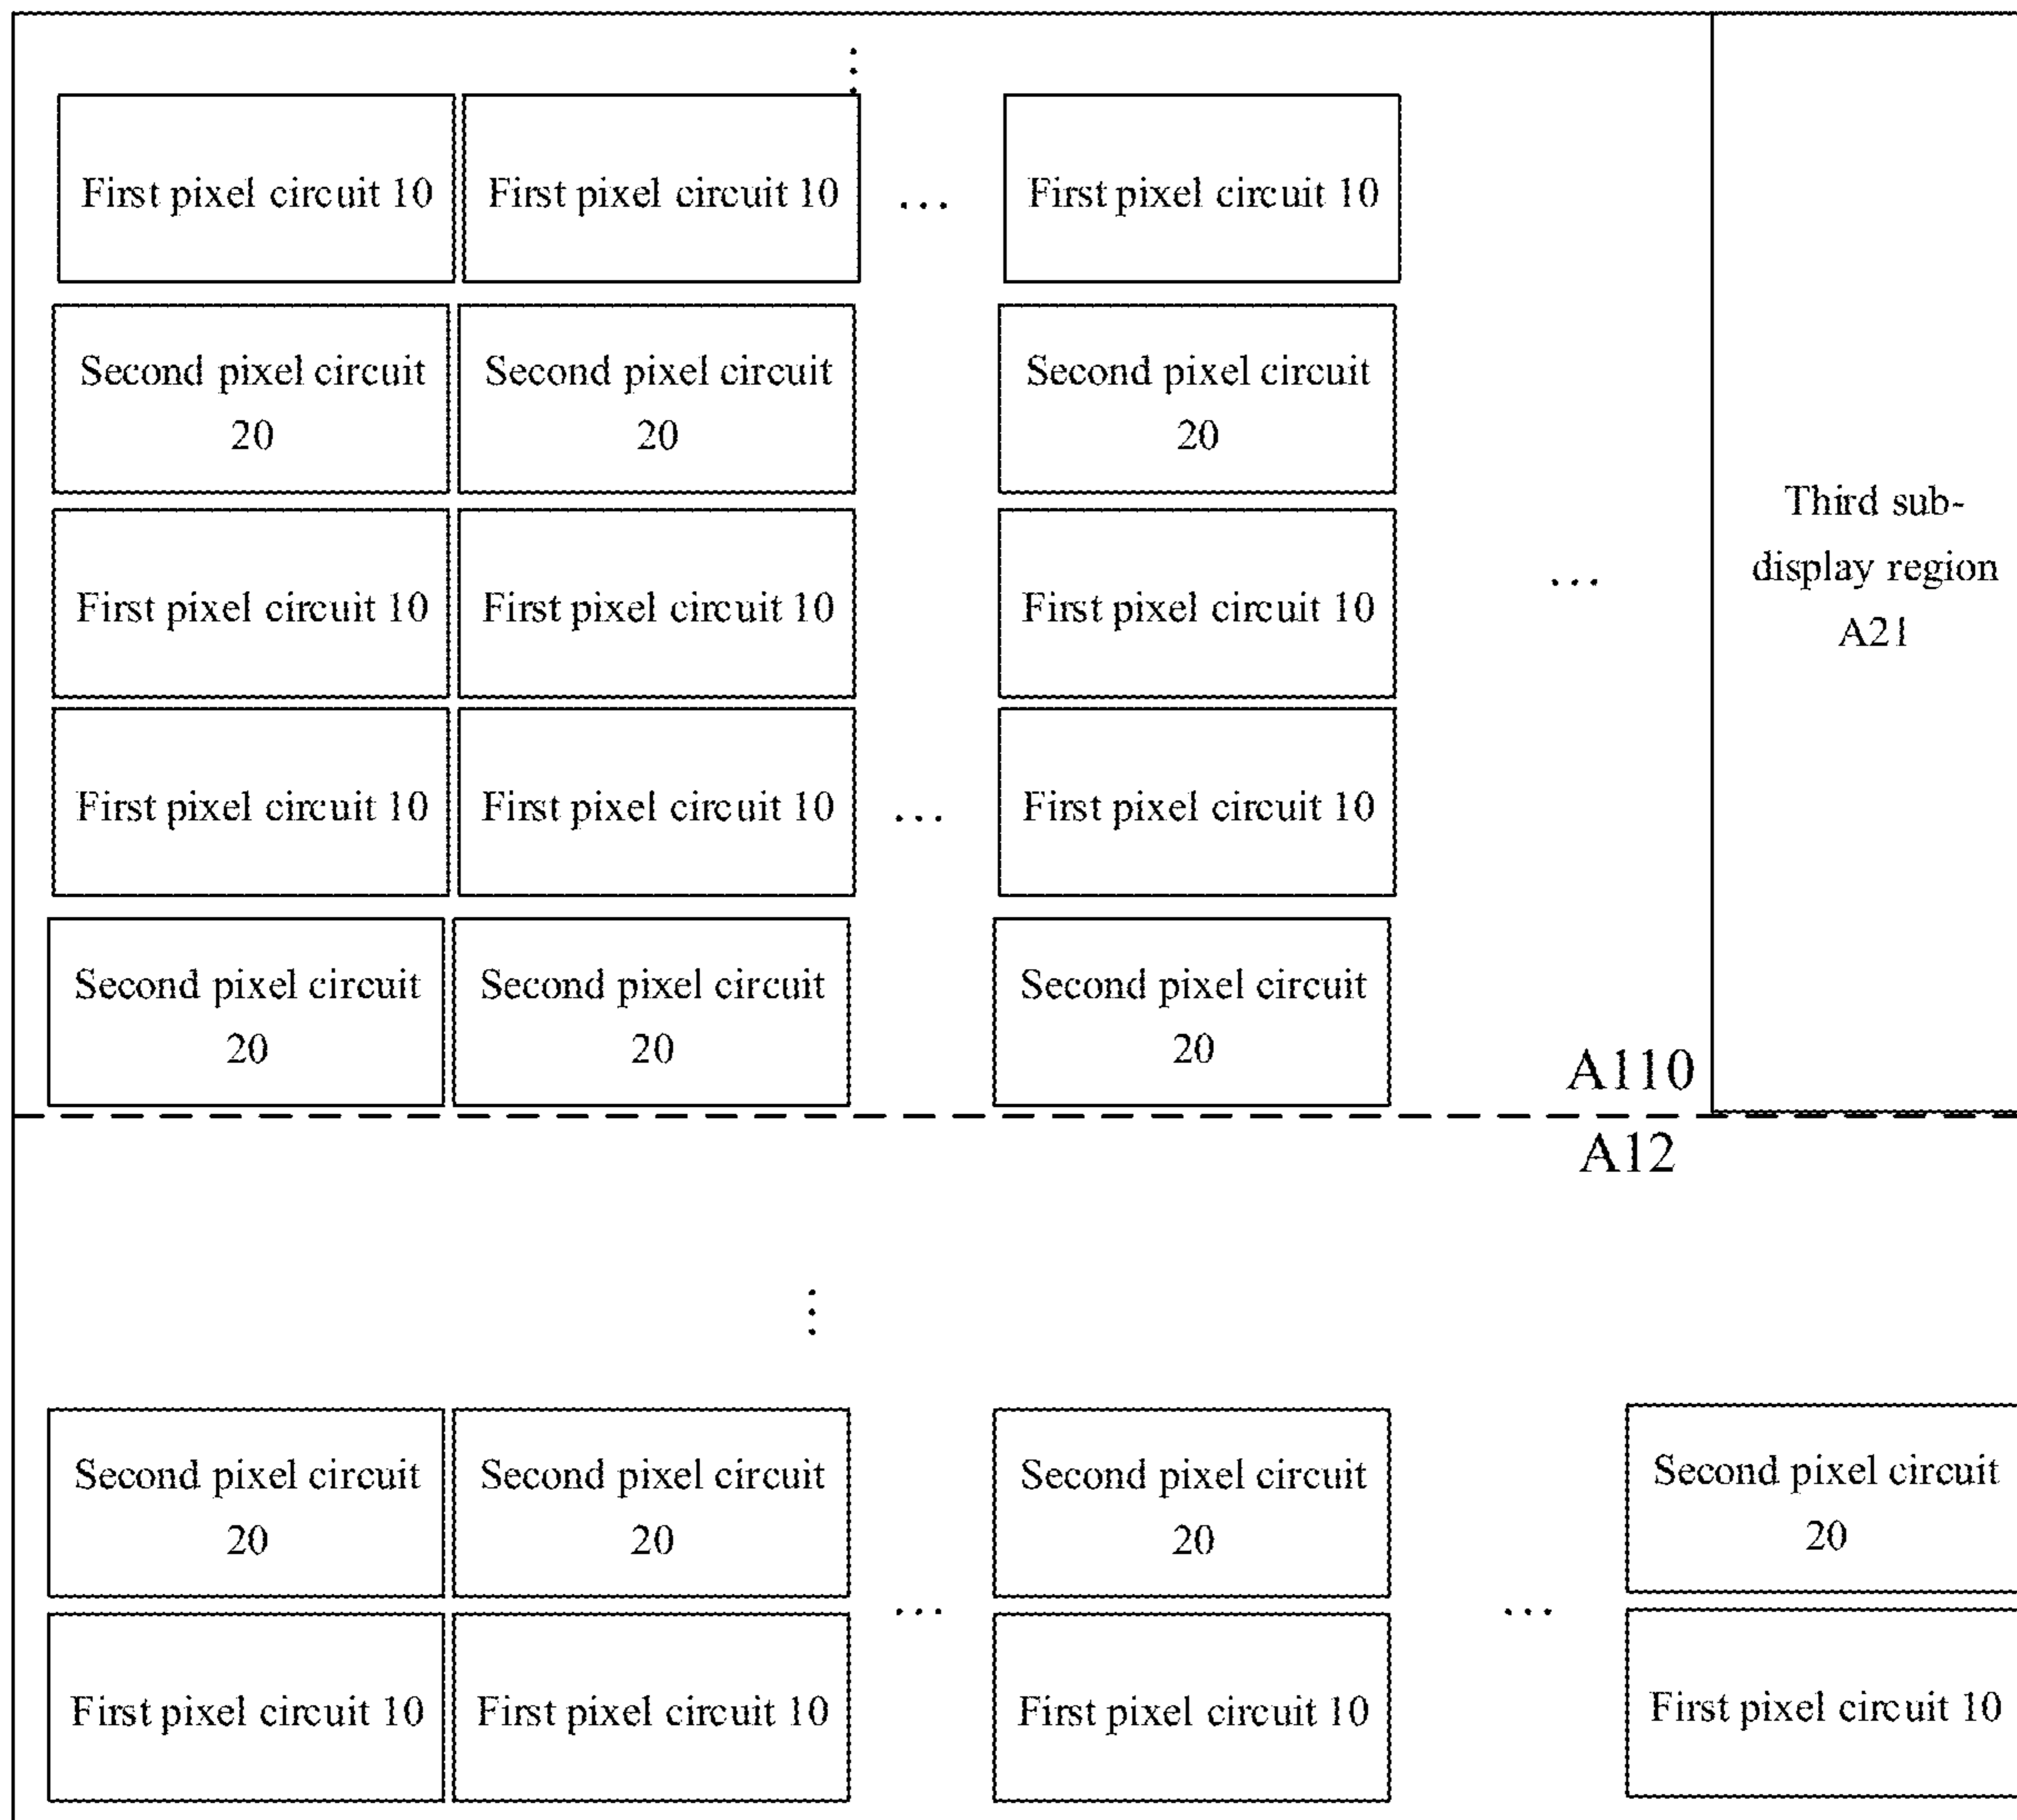 First pixel circuit 10 First pixel circuit 10 ... First pixel circuit 10
Second pixel circuit
20
Second pixel circuit
20
Second pixel circuit
20
First pixel circuit 10 First pixel circuit 10 First pixel circuit 10 ...
Third sub-
display region
A21
First pixel circuit 10 First pixel circuit 10 ... First pixel circuit 10
Second pixel circuit
20
Second pixel circuit
20
Second pixel circuit
20
A110
A12
Second pixel circuit
20
Second pixel circuit
20
Second pixel circuit
20
Second pixel circuit
20
... ...
First pixel circuit 10 First pixel circuit 10 First pixel circuit 10 First pixel circuit 10